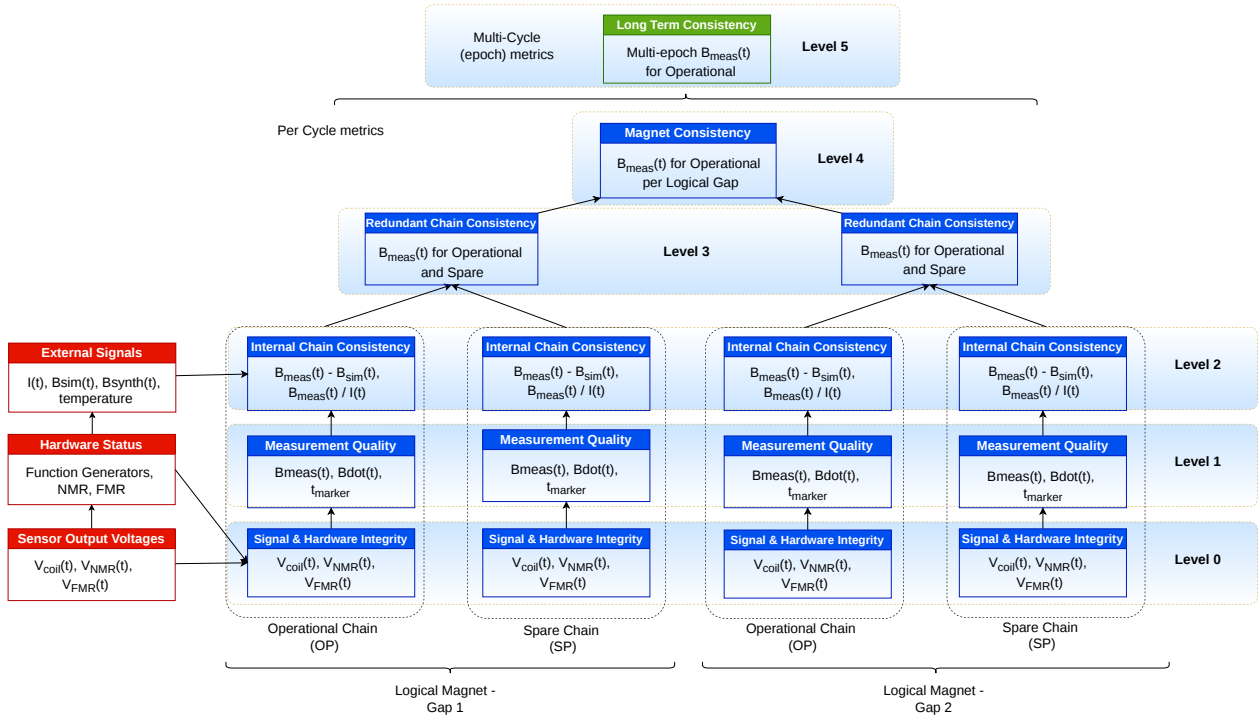 Long Term Consistency
Multi-Cycle
(epoch) metrics
Multi-epoch Bmeas(t)
for Operational
Level 5
Per Cycle metrics
Magnet Consistency
Bmeas(t) for Operational
per Logical Gap
Level 4
Redundant Chain Consistency
Bmeas(t) for Operational
and Spare
Level 3
Redundant Chain Consistency
Bmeas(t) for Operational
and Spare
External Signals
I(t), Bsim(t), Bsynth(t),
temperature
Internal Chain Consistency
Bmeas(t) - Bsim(t),
Bmeas(t) / I(t)
Internal Chain Consistency
Bmeas(t) - Bsim(t),
Bmeas(t) / I(t)
Internal Chain Consistency
Bmeas(t) - Bsim(t),
Bmeas(t) / I(t)
Internal Chain Consistency
Bmeas(t) - Bsim(t),
Bmeas(t) / I(t)
Level 2
Hardware Status
Function Generators,
NMR, FMR
Measurement Quality
Bmeas(t), Bdot(t),
tmarker
Measurement Quality
Bmeas(t), Bdot(t),
tmarker
Measurement Quality
Bmeas(t), Bdot(t),
tmarker
Measurement Quality
Bmeas(t), Bdot(t),
tmarker
Level 1
Sensor Output Voltages
Vcoil(t), VNMR(t),
VFMR(t)
Signal & Hardware Integrity
Vcoil(t), VNMR(t),
VFMR(t)
Signal & Hardware Integrity
Vcoil(t), VNMR(t),
VFMR(t)
Signal & Hardware Integrity
Vcoil(t), VNMR(t),
VFMR(t)
Signal & Hardware Integrity
Vcoil(t), VNMR(t),
VFMR(t)
Level 0
Operational Chain
(OP)
Spare Chain
(SP)
Operational Chain
(OP)
Spare Chain
(SP)
Logical Magnet -
Gap 1
Logical Magnet -
Gap 2